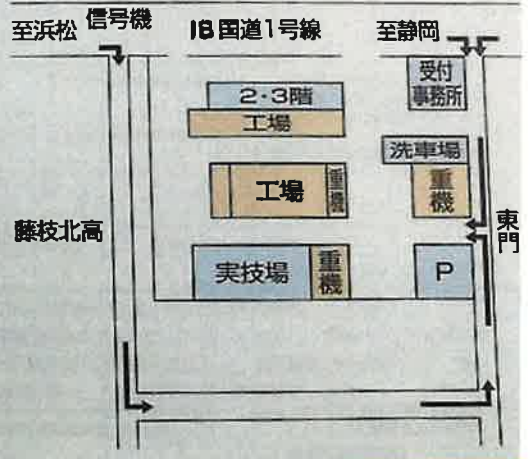 至浜松
信号機
旧国道1号線
至静岡
受付
事務所
2・3階
工場
洗車場
工場
重機
重機
藤枝北高
東門
実技場
重機
P